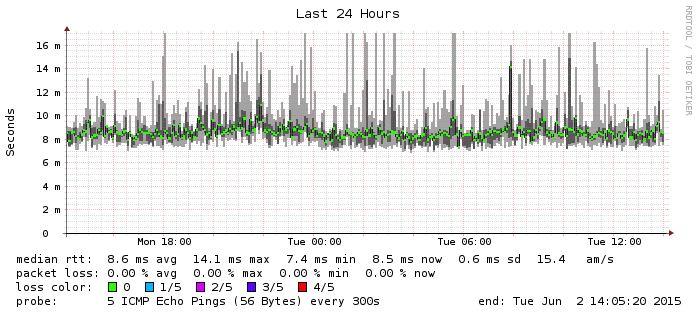 Last 24 Hours
RRDTOOL / TOBI OETIKER
Seconds
16 m
14 m
12 m
10 m
8 m
6 m
4 m
2 m
0
Mon 18:00 Tue 00:00 Tue 06:00 Tue 12:00
median rtt: 8.6 ms avg 14.1 ms max 7.4 ms min 8.5 ms now 0.6 ms sd 15.4 am/s
packet loss: 0.00 % avg 0.00 % max 0.00 % min 0.00 % now
loss color: 0 1/5 2/5 3/5 4/5
probe: 5 ICMP Echo Pings (56 Bytes) every 300s end: Tue Jun 2 14:05:20 2015